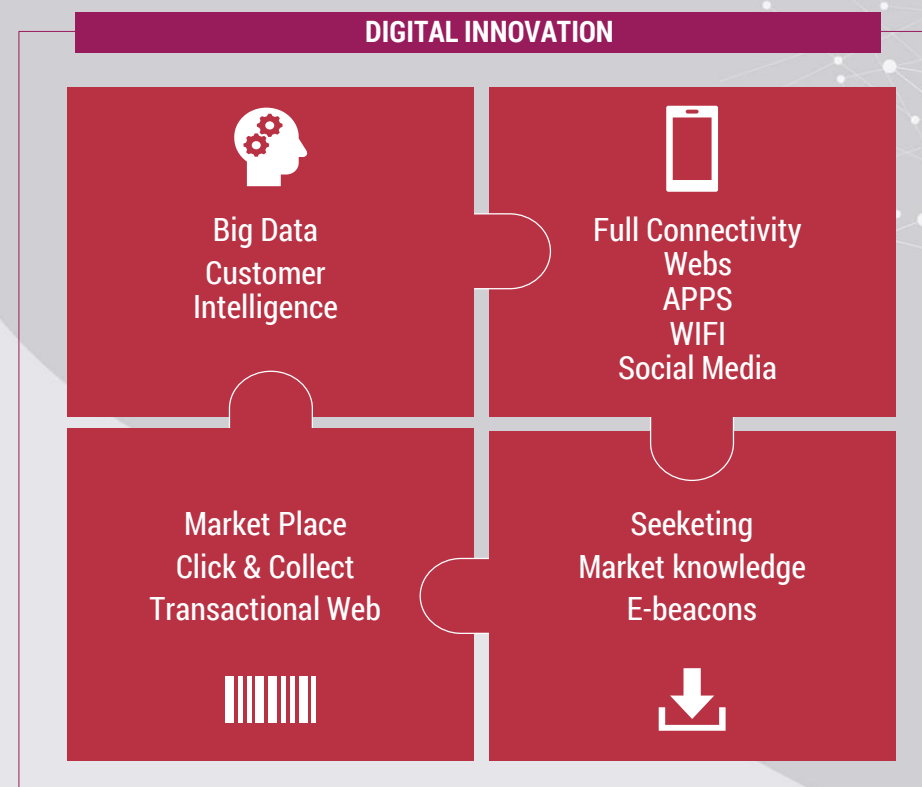 DIGITAL INNOVATION
Big Data
Customer
Intelligence
Full Connectivity
Webs
APPS
WIFI
Social Media
Market Place
Click & Collect
Transactional Web
Seeketing
Market knowledge
E-beacons